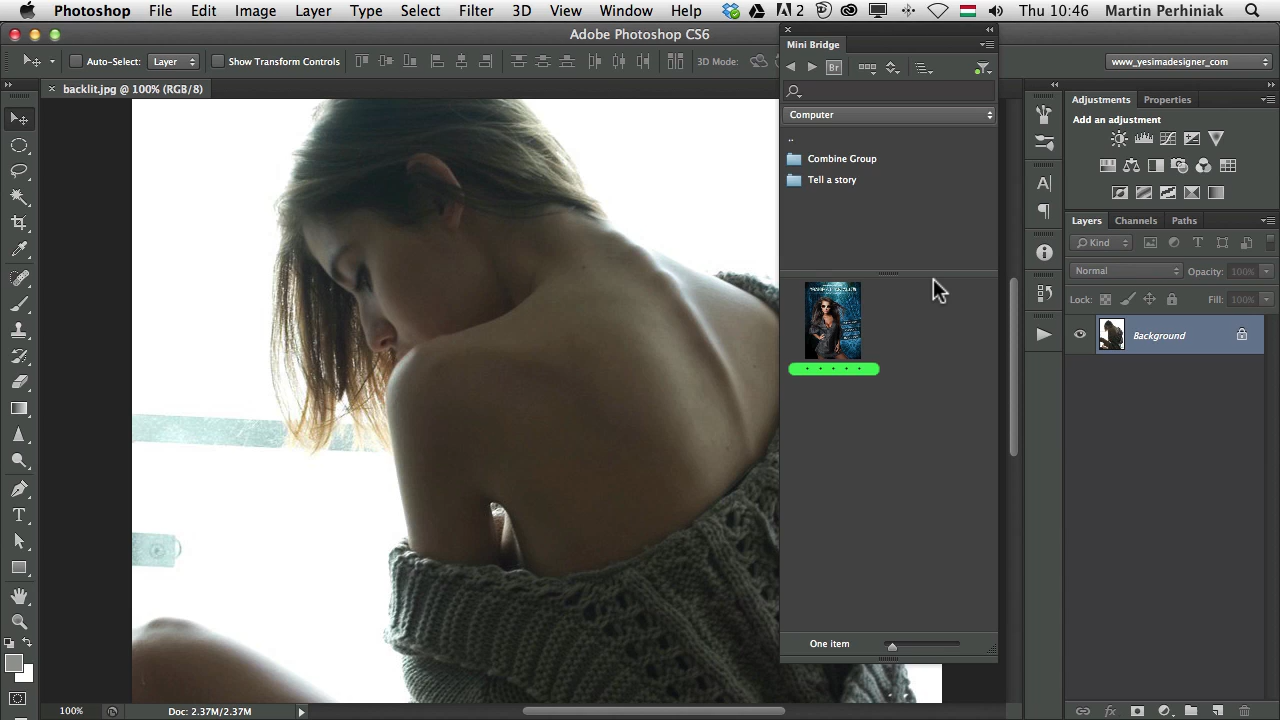 Photoshop File Edit Image Layer Type Select Filter 3D View Window Help 2 Thu 10:46 Martin Perhiniak
Adobe Photoshop CS6
Auto-Select: Layer Show Transform Controls 3D Mode: www_yesimadesigner_com
Mini Bridge
Br
backlit.jpg @ 100% (RGB/8)
Computer
..
Combine Group
Tell a story
One item
Adjustments Properties
Add an adjustment
Layers Channels Paths
Kind
Normal Opacity: 100%
Lock: Fill: 100%
Background
100% Doc: 2.37M/2.37M